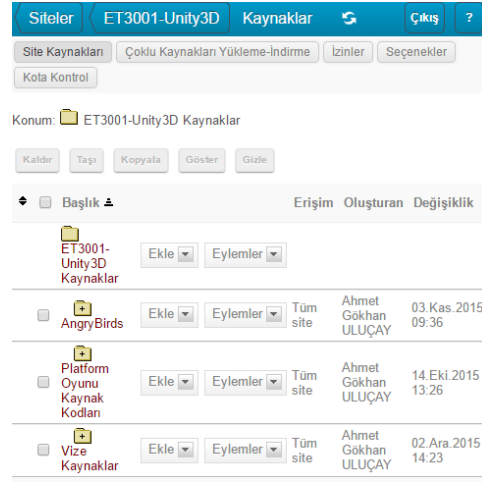 Siteler ET3001-Unity3D Kaynaklar Çıkış ?
Site Kaynakları Çoklu Kaynakları Yükleme-İndirme İzinler Seçenekler
Kota Kontrol
Konum: ET3001-Unity3D Kaynaklar
Kaldır Taşı Kopyala Göster Gizle
Başlık Erişim Oluşturan Değişiklik
ET3001-
Unity3D
Kaynaklar
Ekle Eylemler
AngryBirds
Ekle Eylemler
Tüm
site
Ahmet
Gökhan
ULUÇAY
03.Kas.2015
09:36
Platform
Oyunu
Kaynak
Kodları
Ekle Eylemler
Tüm
site
Ahmet
Gökhan
ULUÇAY
14.Eki.2015
13:26
Vize
Kaynaklar
Ekle Eylemler
Tüm
site
Ahmet
Gökhan
ULUÇAY
02.Ara.2015
14:23